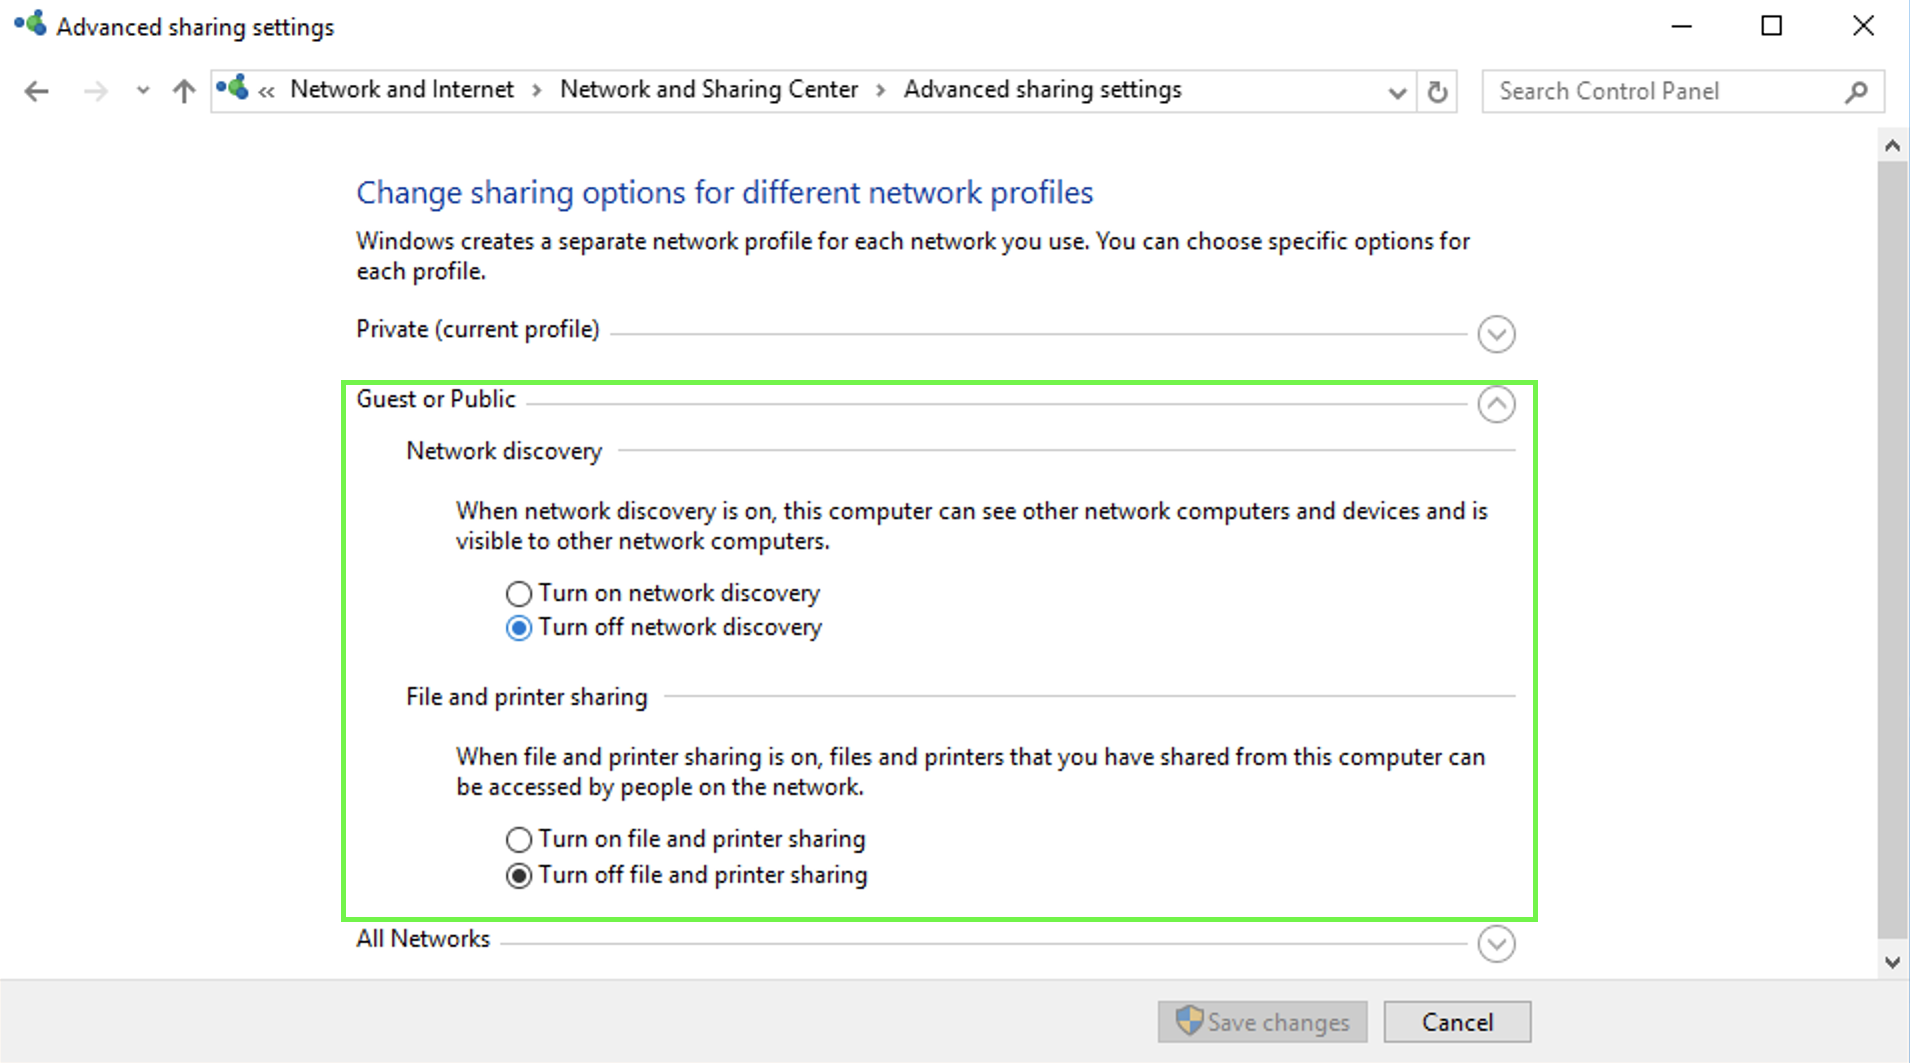 Advanced sharing settings
« Network and Internet > Network and Sharing Center > Advanced sharing settings
Search Control Panel
Change sharing options for different network profiles
Windows creates a separate network profile for each network you use. You can choose specific options for
each profile.
Private (current profile)
Guest or Public
Network discovery
When network discovery is on, this computer can see other network computers and devices and is
visible to other network computers.
Turn on network discovery
Turn off network discovery
File and printer sharing
When file and printer sharing is on, files and printers that you have shared from this computer can
be accessed by people on the network.
Turn on file and printer sharing
Turn off file and printer sharing
All Networks
Save changes
Cancel